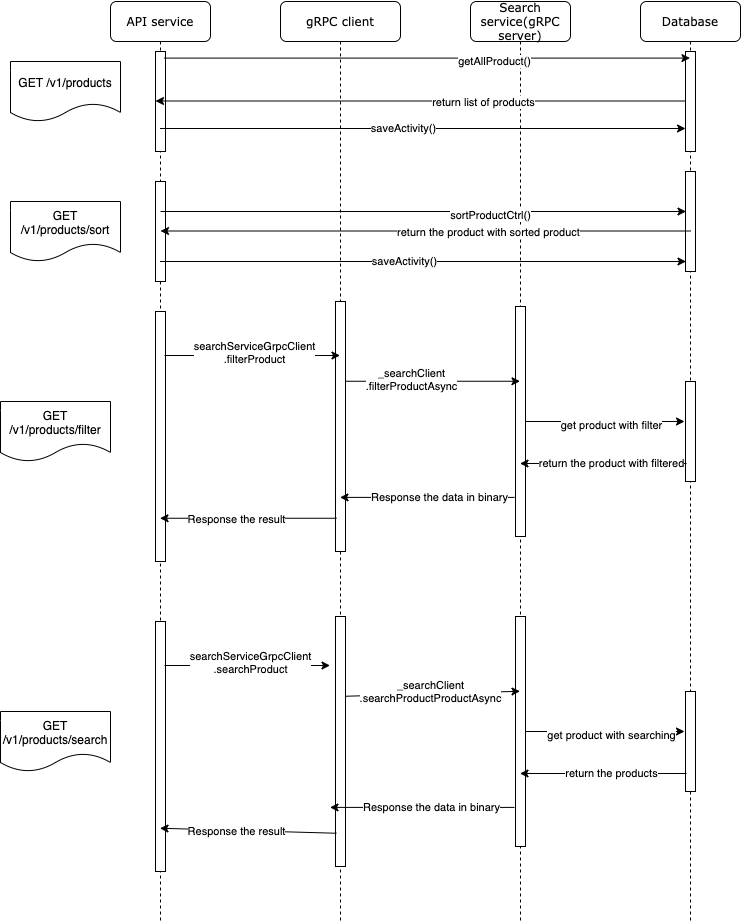 API service
gRPC client
Search
service(gRPC
server)
Database
GET /v1/products
getAllProduct()
return list of products
saveActivity()
GET
/v1/products/sort
sortProductCtrl()
return the product with sorted product
saveActivity()
searchServiceGrpcClient
.filterProduct
_searchClient
.filterProductAsync
GET
/v1/products/filter
get product with filter
return the product with filtered
Response the data in binary
Response the result
searchServiceGrpcClient
.searchProduct
_searchClient
.searchProductProductAsync
GET
/v1/products/search
get product with searching
return the products
Response the data in binary
Response the result